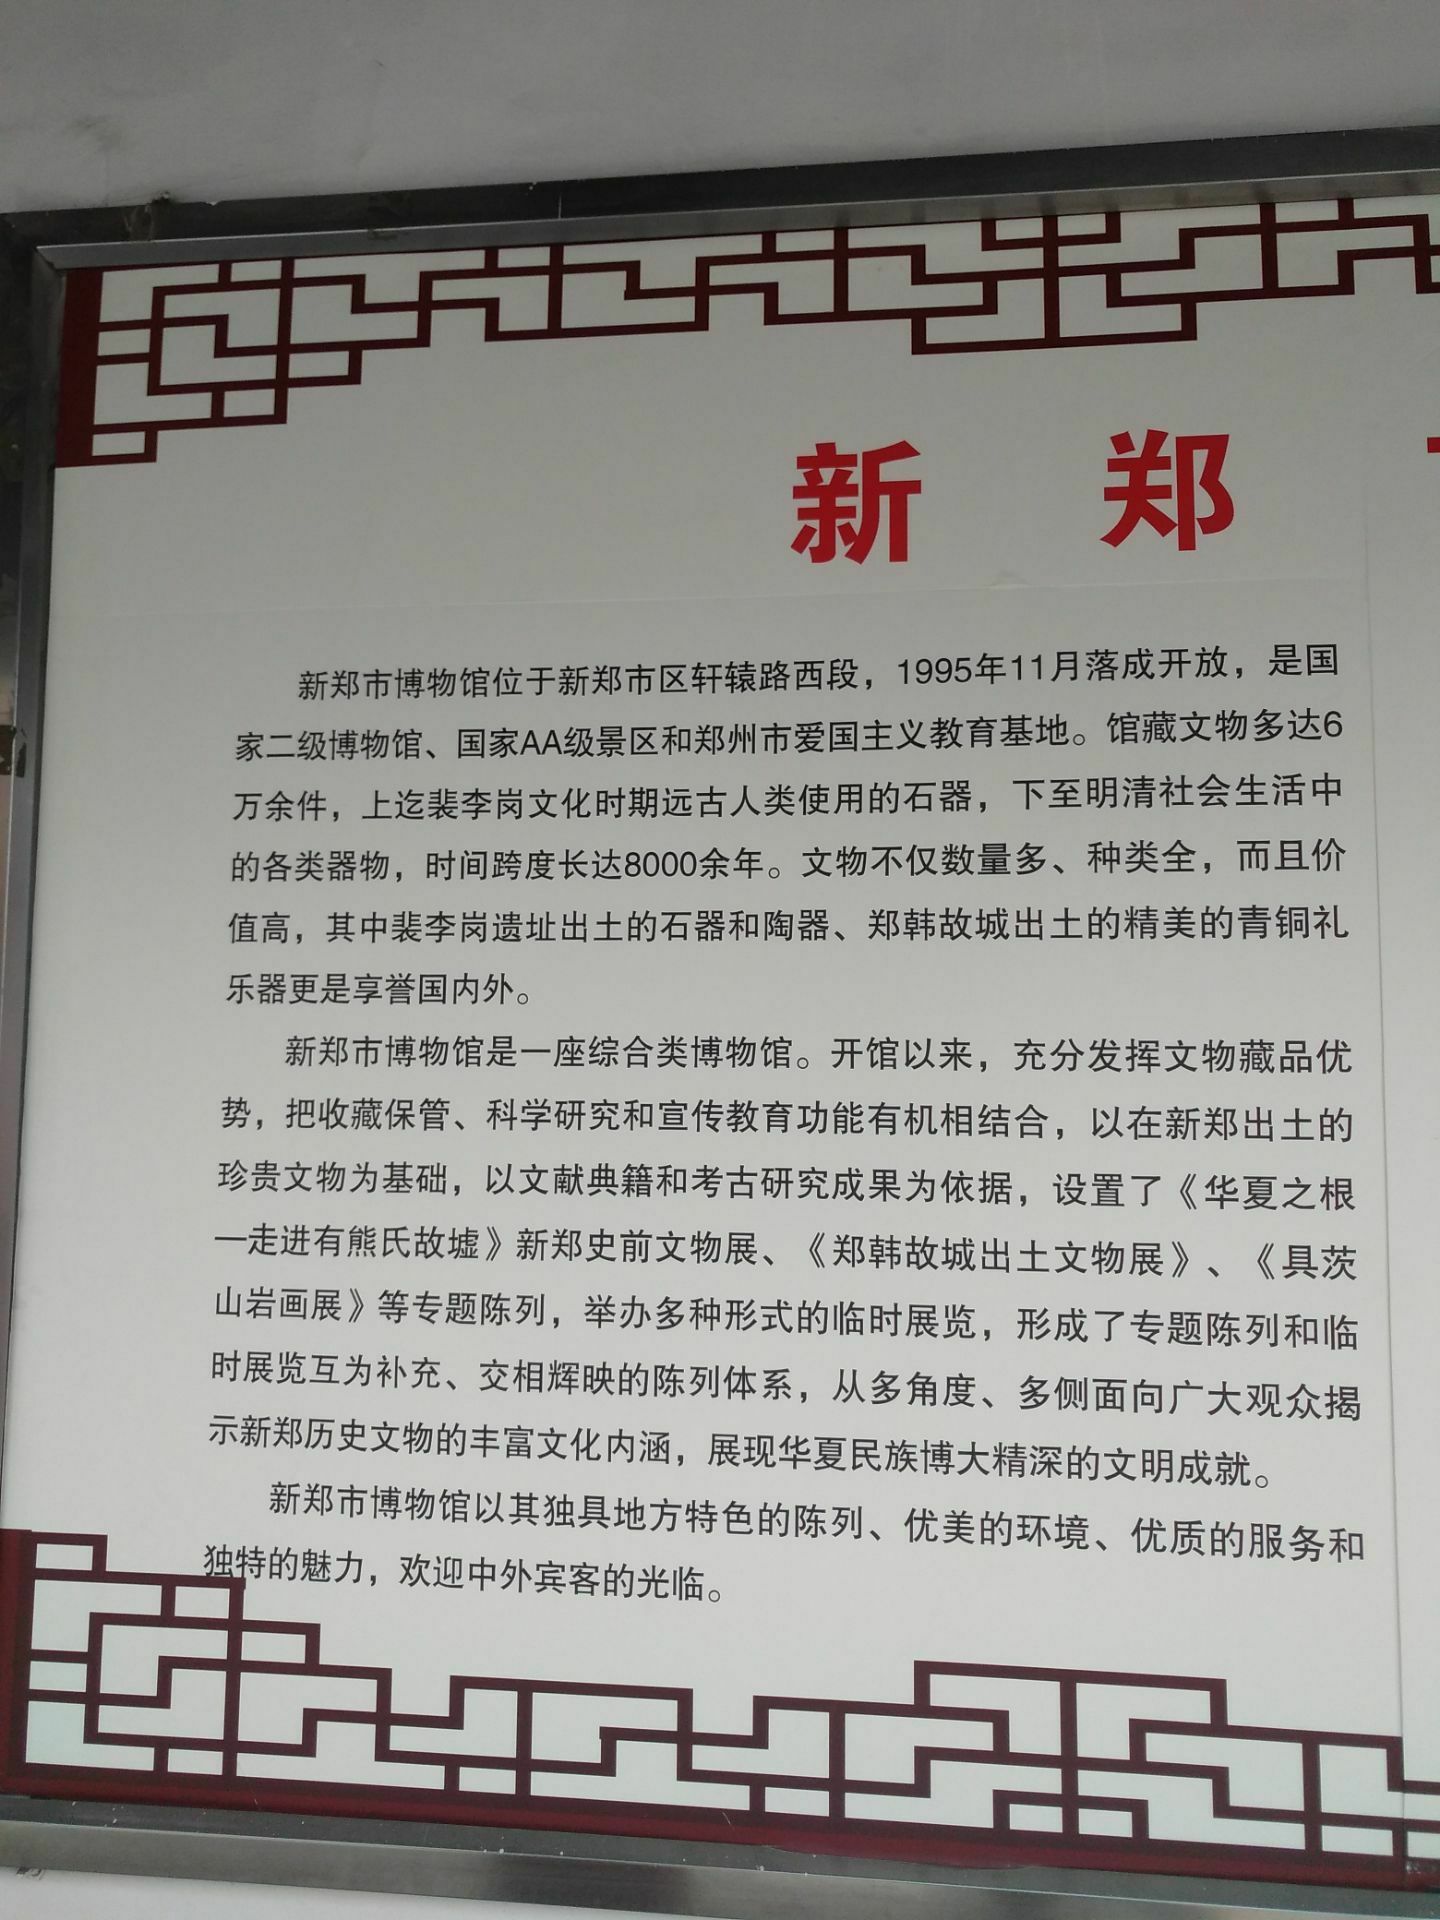 新郑
新郑市博物馆位于新郑市区轩辕路西段，1995年11月落成开放，是国
家二级博物馆、国家AA级景区和郑州市爱国主义教育基地。馆藏文物多达6
万余件，上迄裴李岗文化时期远古人类使用的石器，下至明清社会生活中
的各类器物，时间跨度长达8000余年。文物不仅数量多、种类全，而且价
值高，其中裴李岗遗址出土的石器和陶器、郑韩故城出土的精美的青铜礼
乐器更是享誉国内外。
新郑市博物馆是一座综合类博物馆。开馆以来，充分发挥文物藏品优
势，把收藏保管、科学研究和宣传教育功能有机相结合，以在新郑出土的
珍贵文物为基础，以文献典籍和考古研究成果为依据，设置了《华夏之根
—走进有熊氏故墟》新郑史前文物展、《郑韩故城出土文物展》、《具茨
山岩画展》等专题陈列，举办多种形式的临时展览，形成了专题陈列和临
时展览互为补充、交相辉映的陈列体系，从多角度、多侧面向广大观众揭
示新郑历史文物的丰富文化内涵，展现华夏民族博大精深的文明成就。
新郑市博物馆以其独具地方特色的陈列、优美的环境、优质的服务和
独特的魅力，欢迎中外宾客的光临。